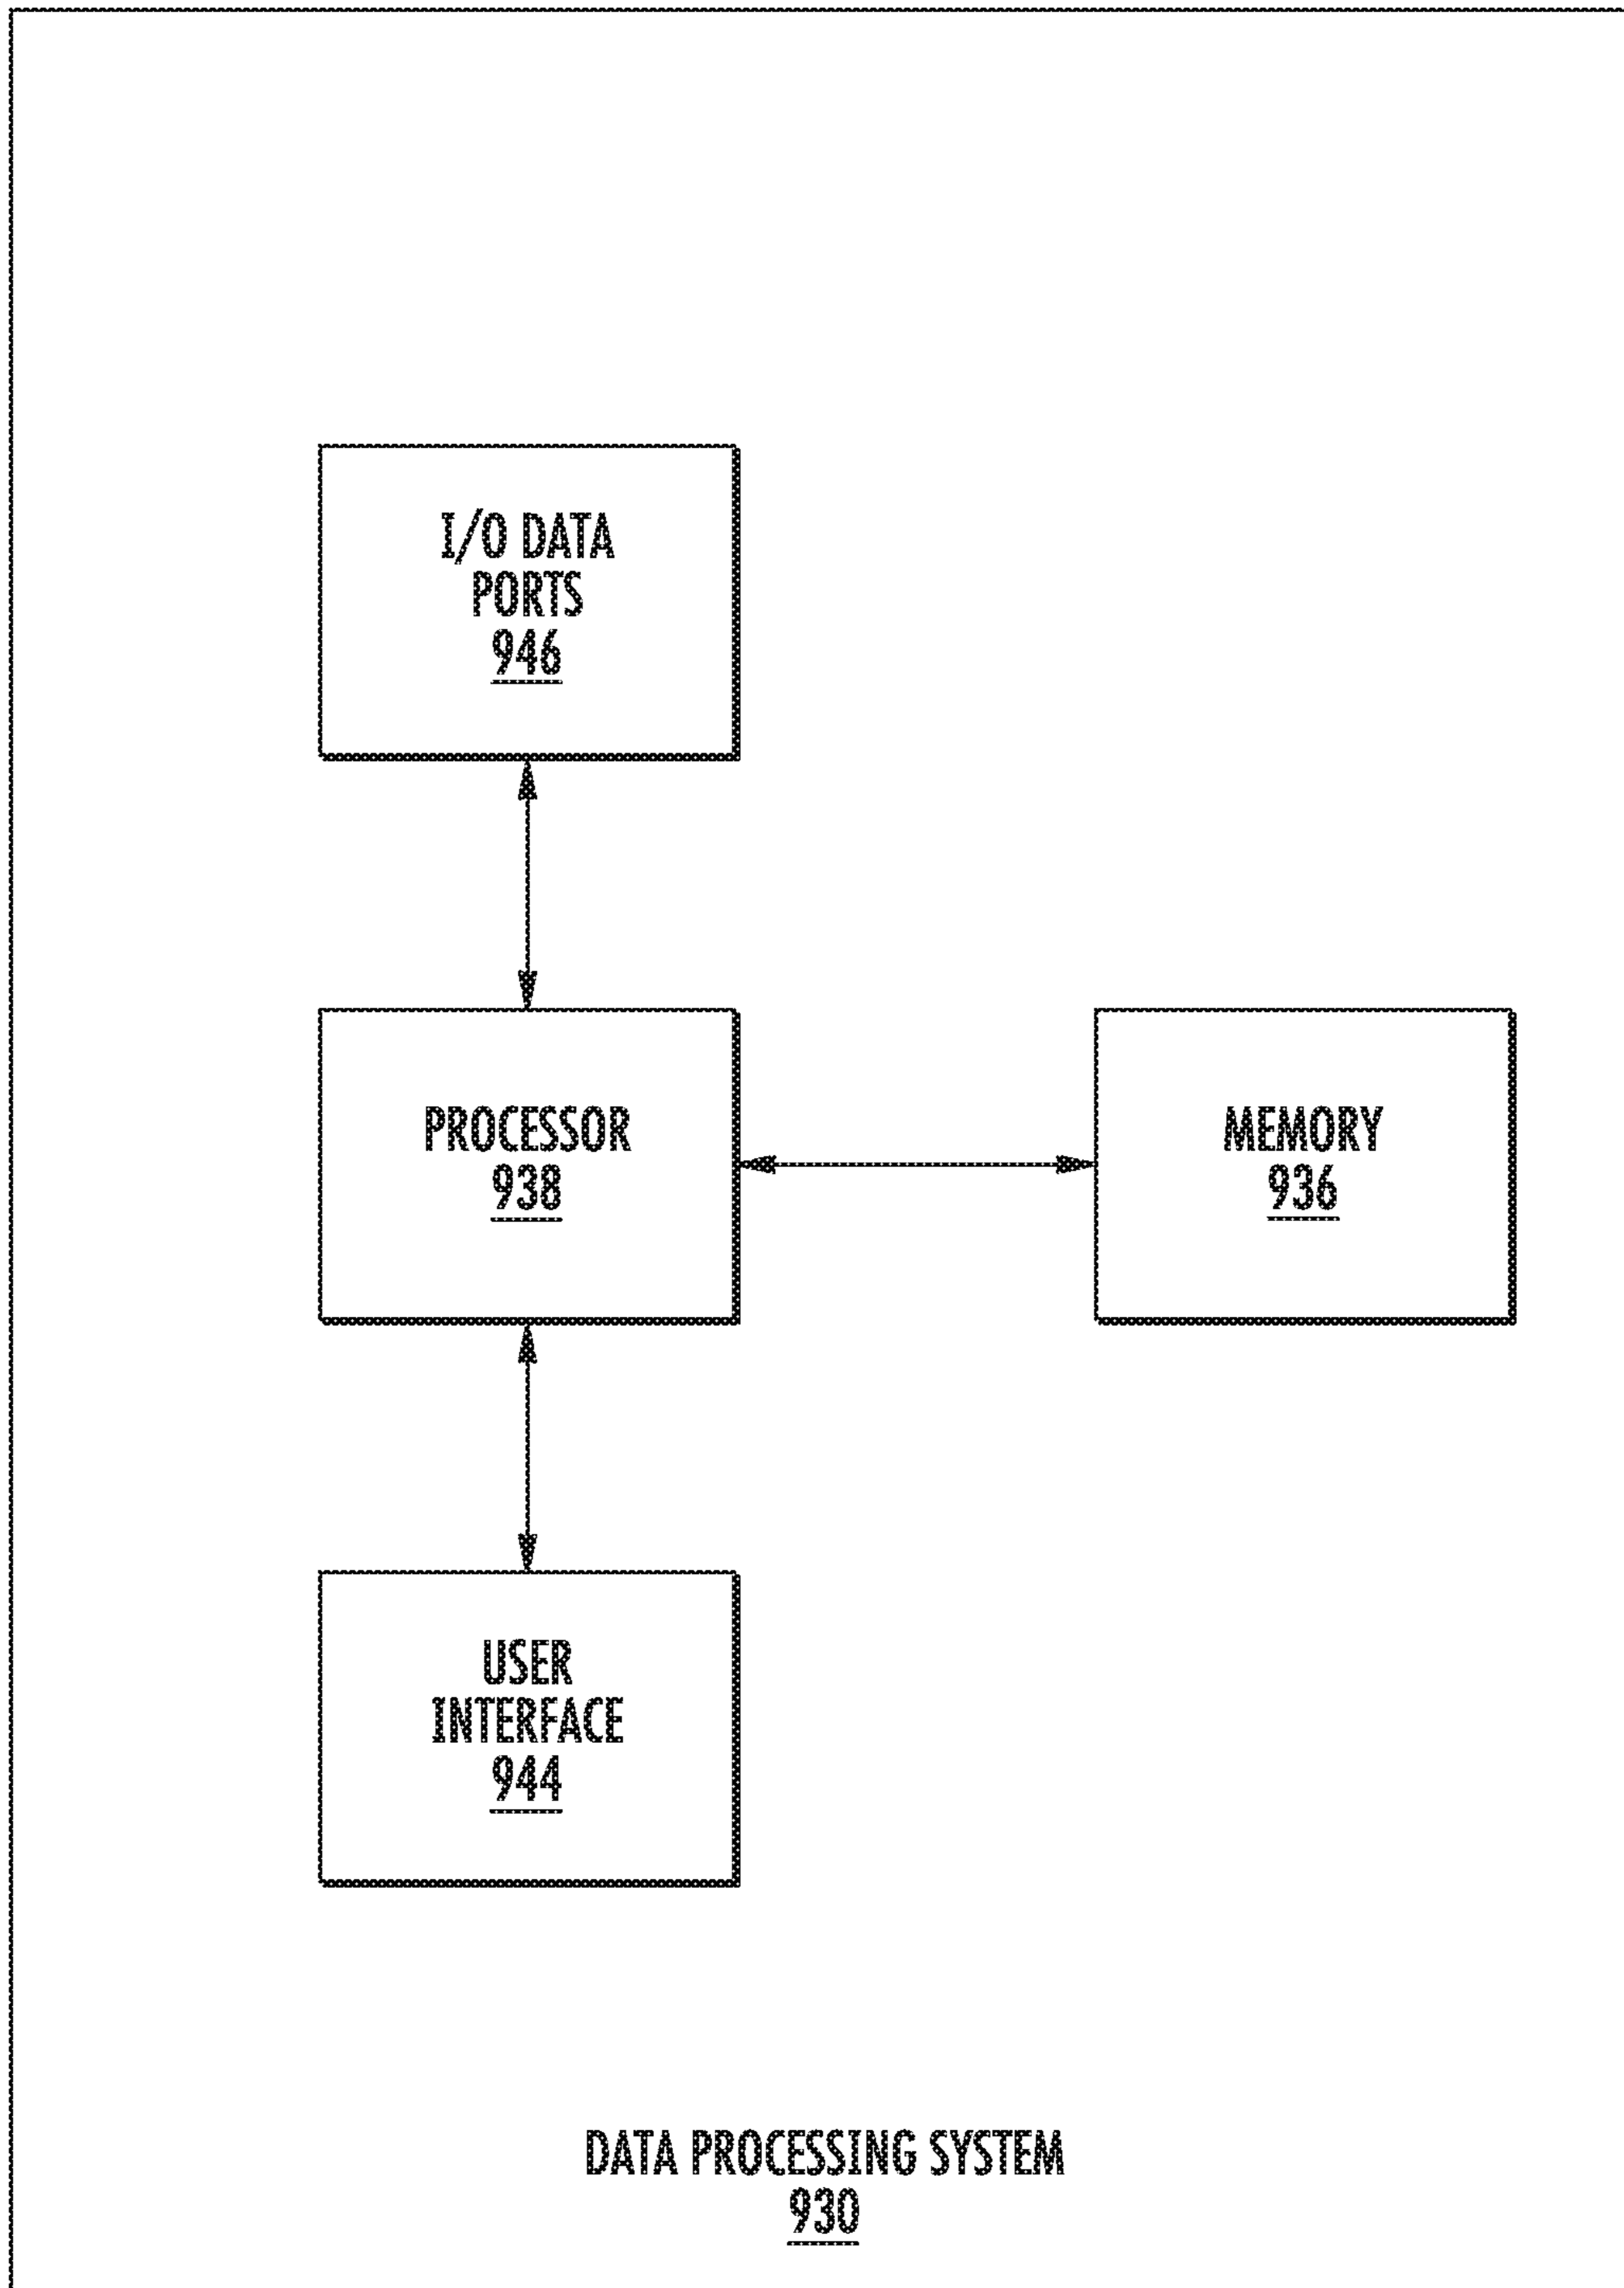 I/O DATA
PORTS
946
PROCESSOR
938
MEMORY
936
USER
INTERFACE
944
DATA PROCESSING SYSTEM
930